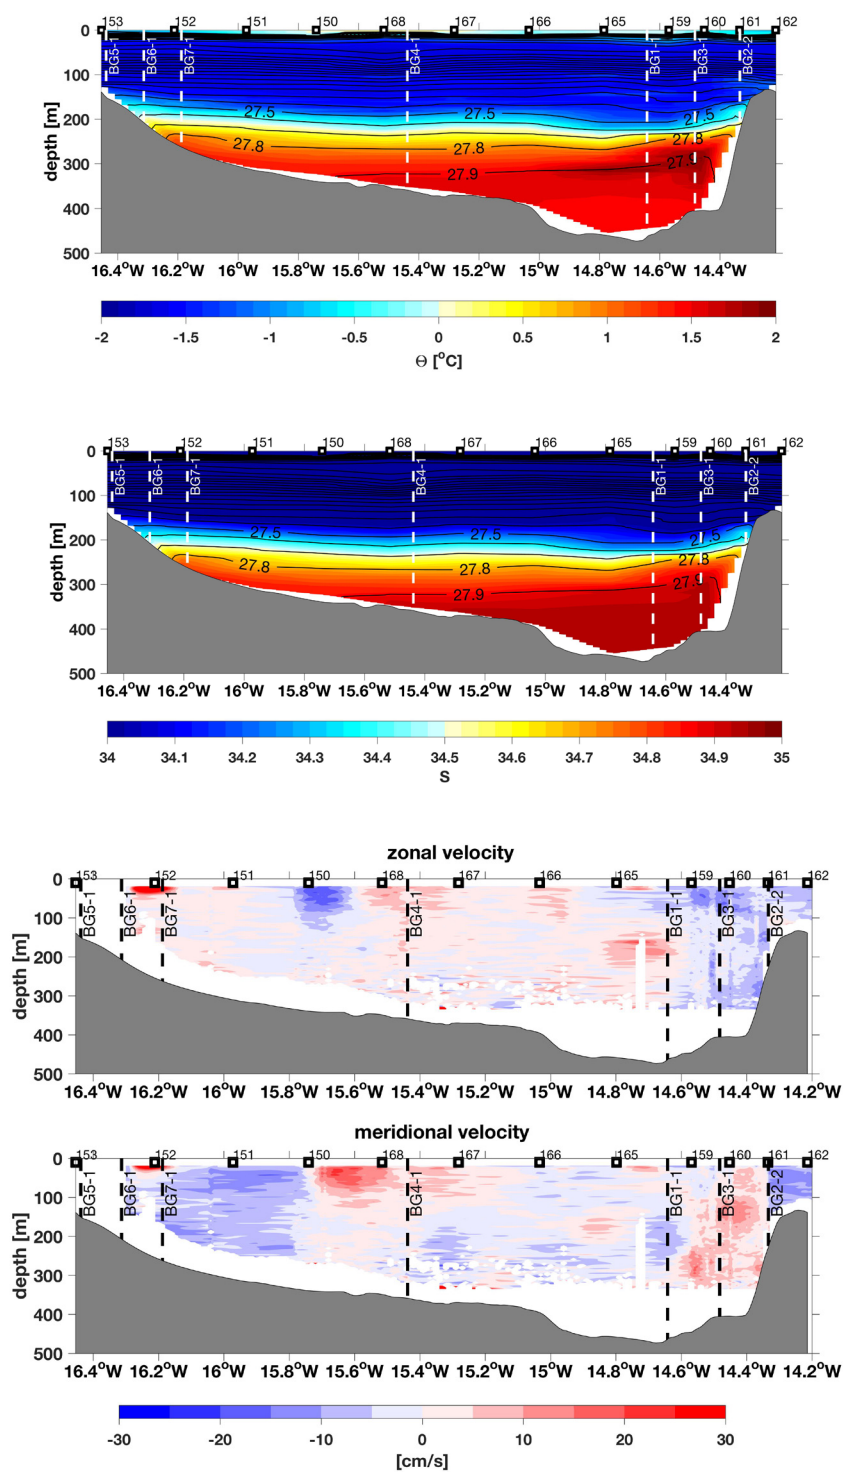 153 152 151 150 168 167 166 165 159 160 161 162
0
100
200
300
400
500
depth [m]
BG5-1 BG6-1 BG7-1 BG4-1 BG1-1 BG3-1 BG2-2
27.5 27.5 27.5
27.8 27.8 27.8
27.9 27.9
16.4°W 16.2°W 16°W 15.8°W 15.6°W 15.4°W 15.2°W 15°W 14.8°W 14.6°W 14.4°W
-2 -1.5 -1 -0.5 0 0.5 1 1.5 2
Θ [°C]
153 152 151 150 168 167 166 165 159 160 161 162
0
100
200
300
400
500
depth [m]
BG5-1 BG6-1 BG7-1 BG4-1 BG1-1 BG3-1 BG2-2
27.5 27.5 27.5
27.8 27.8 27.8
27.9 27.9
16.4°W 16.2°W 16°W 15.8°W 15.6°W 15.4°W 15.2°W 15°W 14.8°W 14.6°W 14.4°W
34 34.1 34.2 34.3 34.4 34.5 34.6 34.7 34.8 34.9 35
S
zonal velocity
153 152 151 150 168 167 166 165 159 160 161 162
0
100
200
300
400
500
depth [m]
BG5-1 BG6-1 BG7-1 BG4-1 BG1-1 BG3-1 BG2-2
16.4°W 16.2°W 16°W 15.8°W 15.6°W 15.4°W 15.2°W 15°W 14.8°W 14.6°W 14.4°W 14.2°W
meridional velocity
153 152 151 150 168 167 166 165 159 160 161 162
0
100
200
300
400
500
depth [m]
BG5-1 BG6-1 BG7-1 BG4-1 BG1-1 BG3-1 BG2-2
16.4°W 16.2°W 16°W 15.8°W 15.6°W 15.4°W 15.2°W 15°W 14.8°W 14.6°W 14.4°W 14.2°W
-30 -20 -10 0 10 20 30
[cm/s]